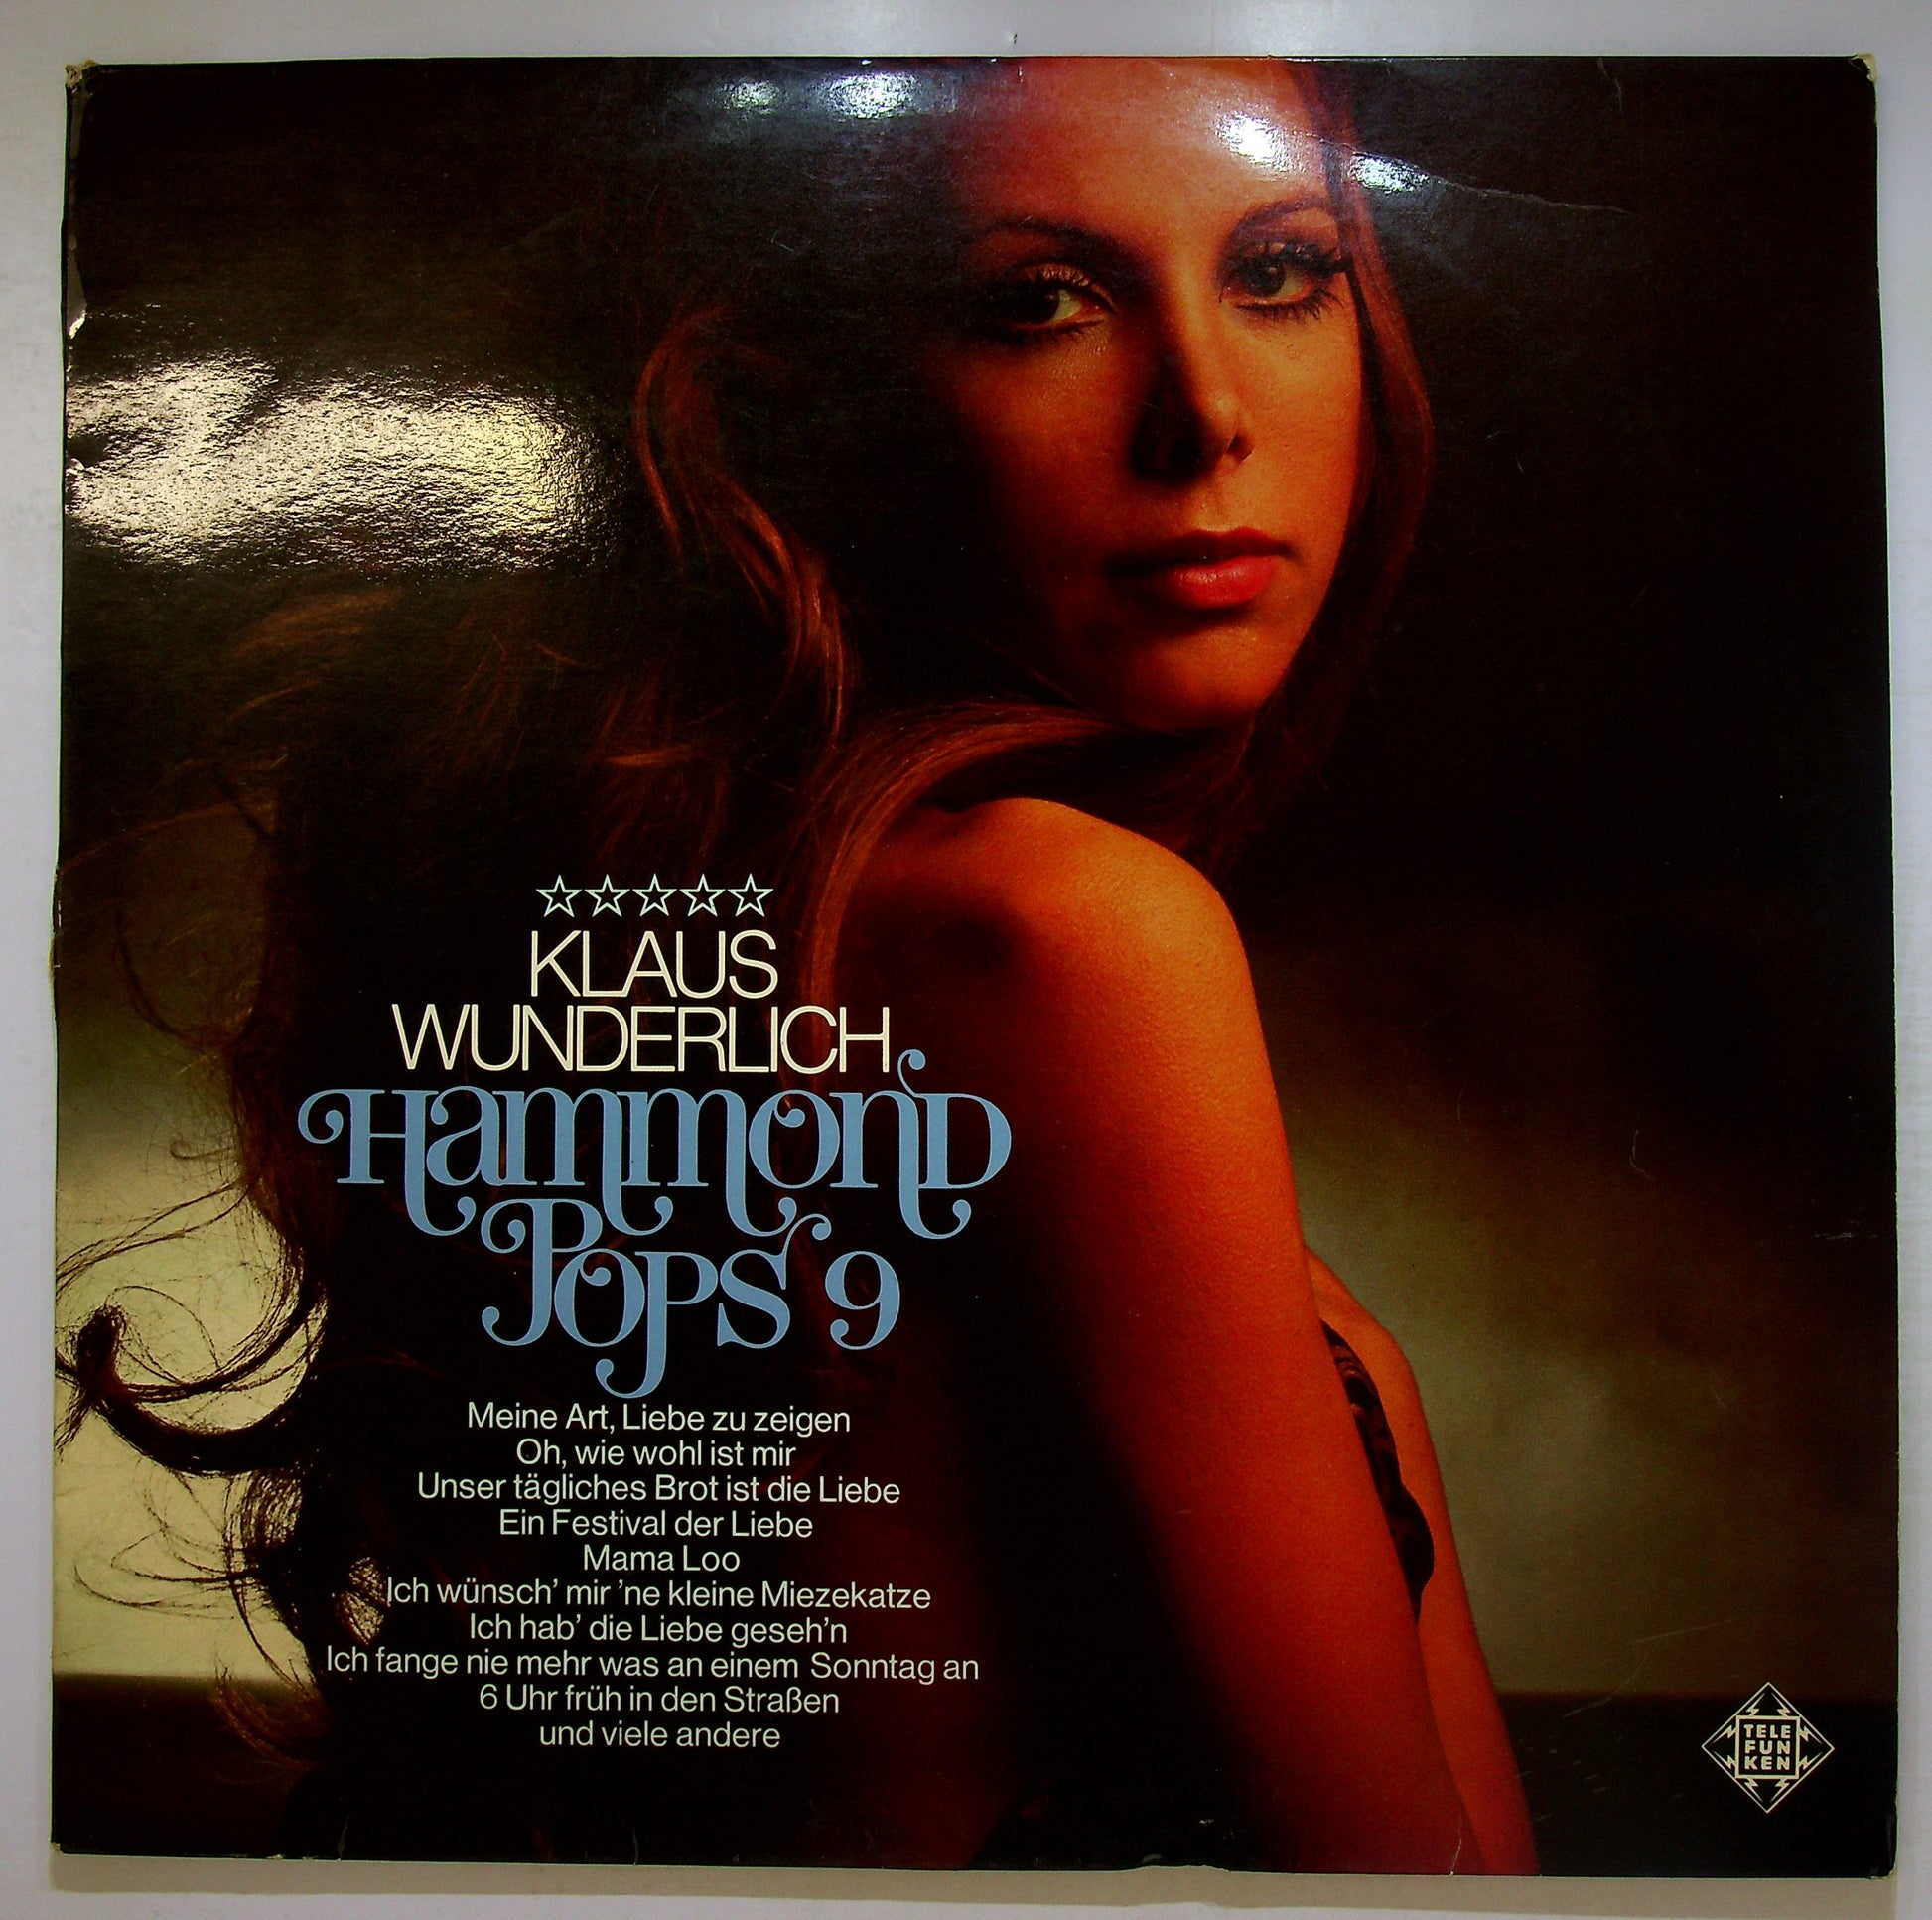 ☆☆☆☆☆
KLAUS
WUNDERLICH
Hammond
Pops 9
Meine Art, Liebe zu zeigen
Oh, wie wohl ist mir
Unser tägliches Brot ist die Liebe
Ein Festival der Liebe
Mama Loo
Ich wünsch’ mir ’ne kleine Miezekatze
Ich hab’ die Liebe geseh’n
Ich fange nie mehr was an einem Sonntag an
6 Uhr früh in den Straßen
und viele andere
TELE
FUN
KEN